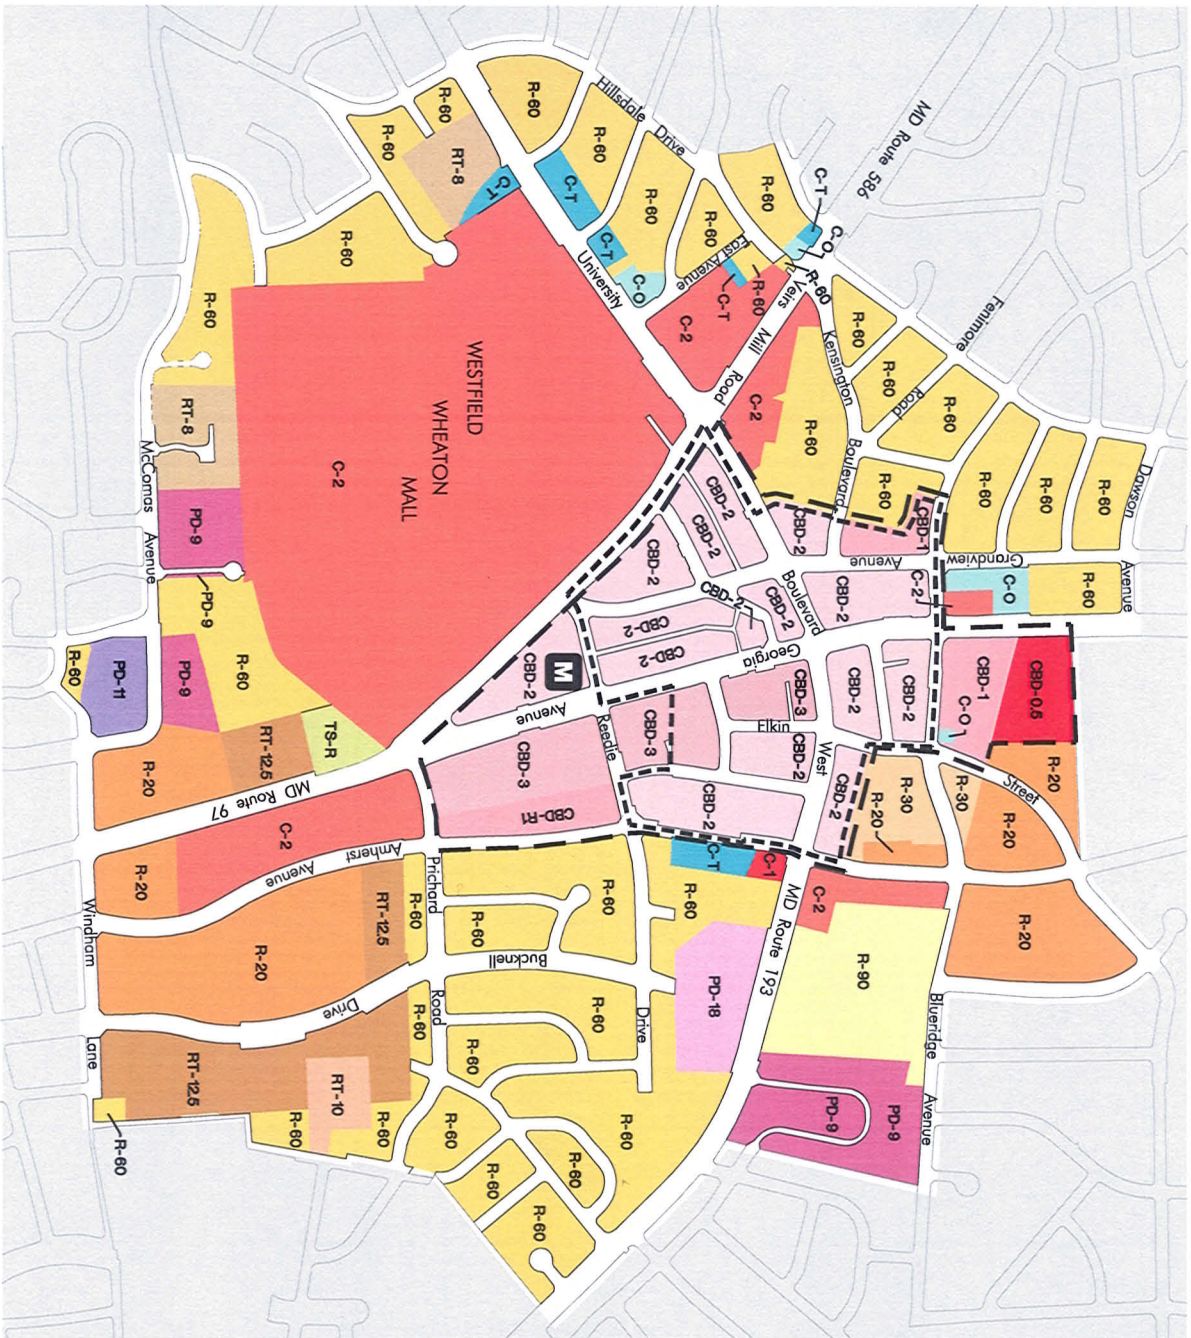 R-60
R-60
R-60
R-60
RT-8
C-T
R-60
R-60
C-T
C-T
C-O
R-60
Hillsdale
Drive
R-60
R-60
East Avenue
C-T
R-60
C-T
C-O
R-60
MD Route 586
University
C-2
Veirs
Mill
Road
C-2
R-60
R-60
Kensington
R-60
Road
R-60
Fenimore
R-60
Boulevard
R-60
R-60
R-60
Dawson
R-60
Avenue
WESTFIELD
WHEATON
MALL
C-2
R-60
RT-8
McComas
Avenue
PD-9
PD-9
R-60
PD-9
PD-11
R-60
TS-R
RT-12.5
R-20
MD Route 97
CBD-2
CBD-2
CBD-2
CBD-2
CBD-1
Avenue
Grandview
C-2
C-O
R-60
CBD-2
CBD-2
Boulevard
CBD-2
CBD-2
CBD-2
Georgia
M
CBD-2
Avenue
Reedie
CBD-3
CBD-3
Elkin
CBD-2
CBD-2
CBD-2
West
CBD-2
CBD-1
C-O
CBD-0.5
R-20
Street
R-30
R-30
R-20
R-20
CBD-3
CBD-R1
CBD-2
C-2
Amherst
Avenue
R-20
Windham
Lane
RT-12.5
R-20
Prichard
Road
R-60
R-60
R-60
Bucknell
Drive
C-T
C-1
R-60
MD Route 193
C-2
R-90
R-20
Blueridge
Avenue
PD-18
Drive
R-60
R-60
R-60
RT-12.5
RT-10
R-60
R-60
R-60
R-60
R-60
R-60
R-60
R-60
PD-9
PD-9